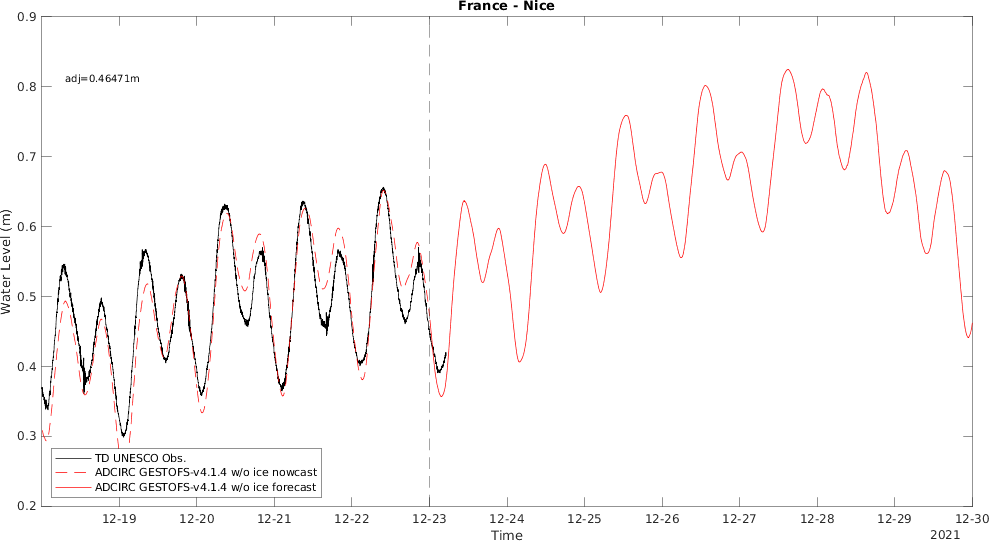 France - Nice
adj=0.46471m
Water Level (m)
0.9
0.8
0.7
0.6
0.5
0.4
0.3
0.2
TD UNESCO Obs.
ADCIRC GESTOFS-v4.1.4 w/o ice nowcast
ADCIRC GESTOFS-v4.1.4 w/o ice forecast
12-19 12-20 12-21 12-22 12-23 12-24 12-25 12-26 12-27 12-28 12-29 12-30
Time
2021